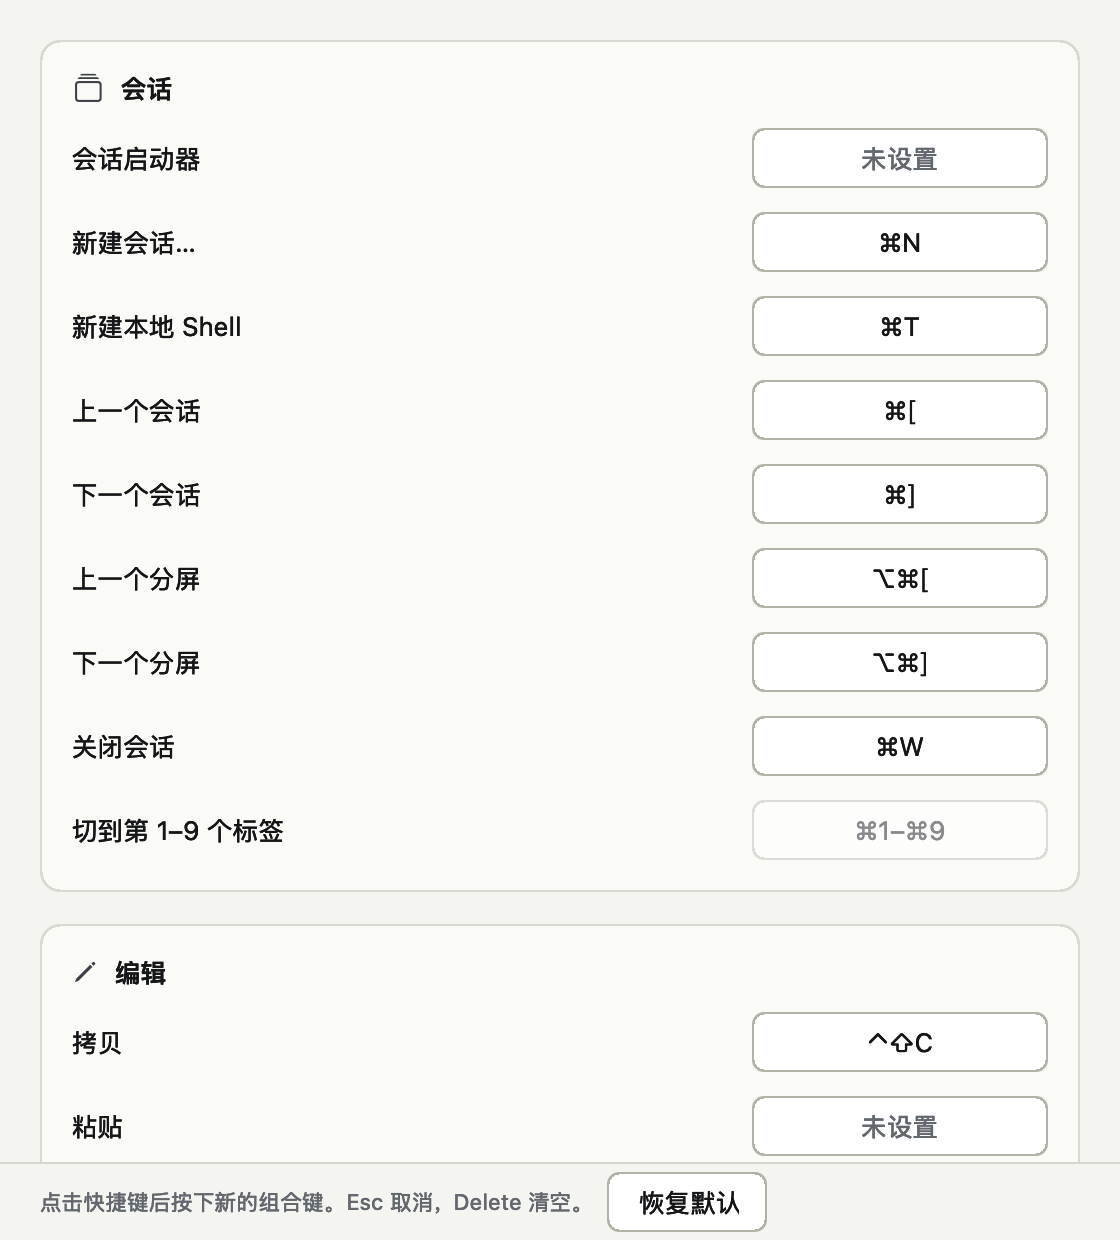 会话
会话启动器 未设置
新建会话... ⌘N
新建本地 Shell ⌘T
上一个会话 ⌘[
下一个会话 ⌘]
上一个分屏 ⌥⌘[
下一个分屏 ⌥⌘]
关闭会话 ⌘W
切到第 1–9 个标签 ⌘1–⌘9
编辑
拷贝 ^⇧C
粘贴 未设置
点击快捷键后按下新的组合键。Esc 取消，Delete 清空。 恢复默认